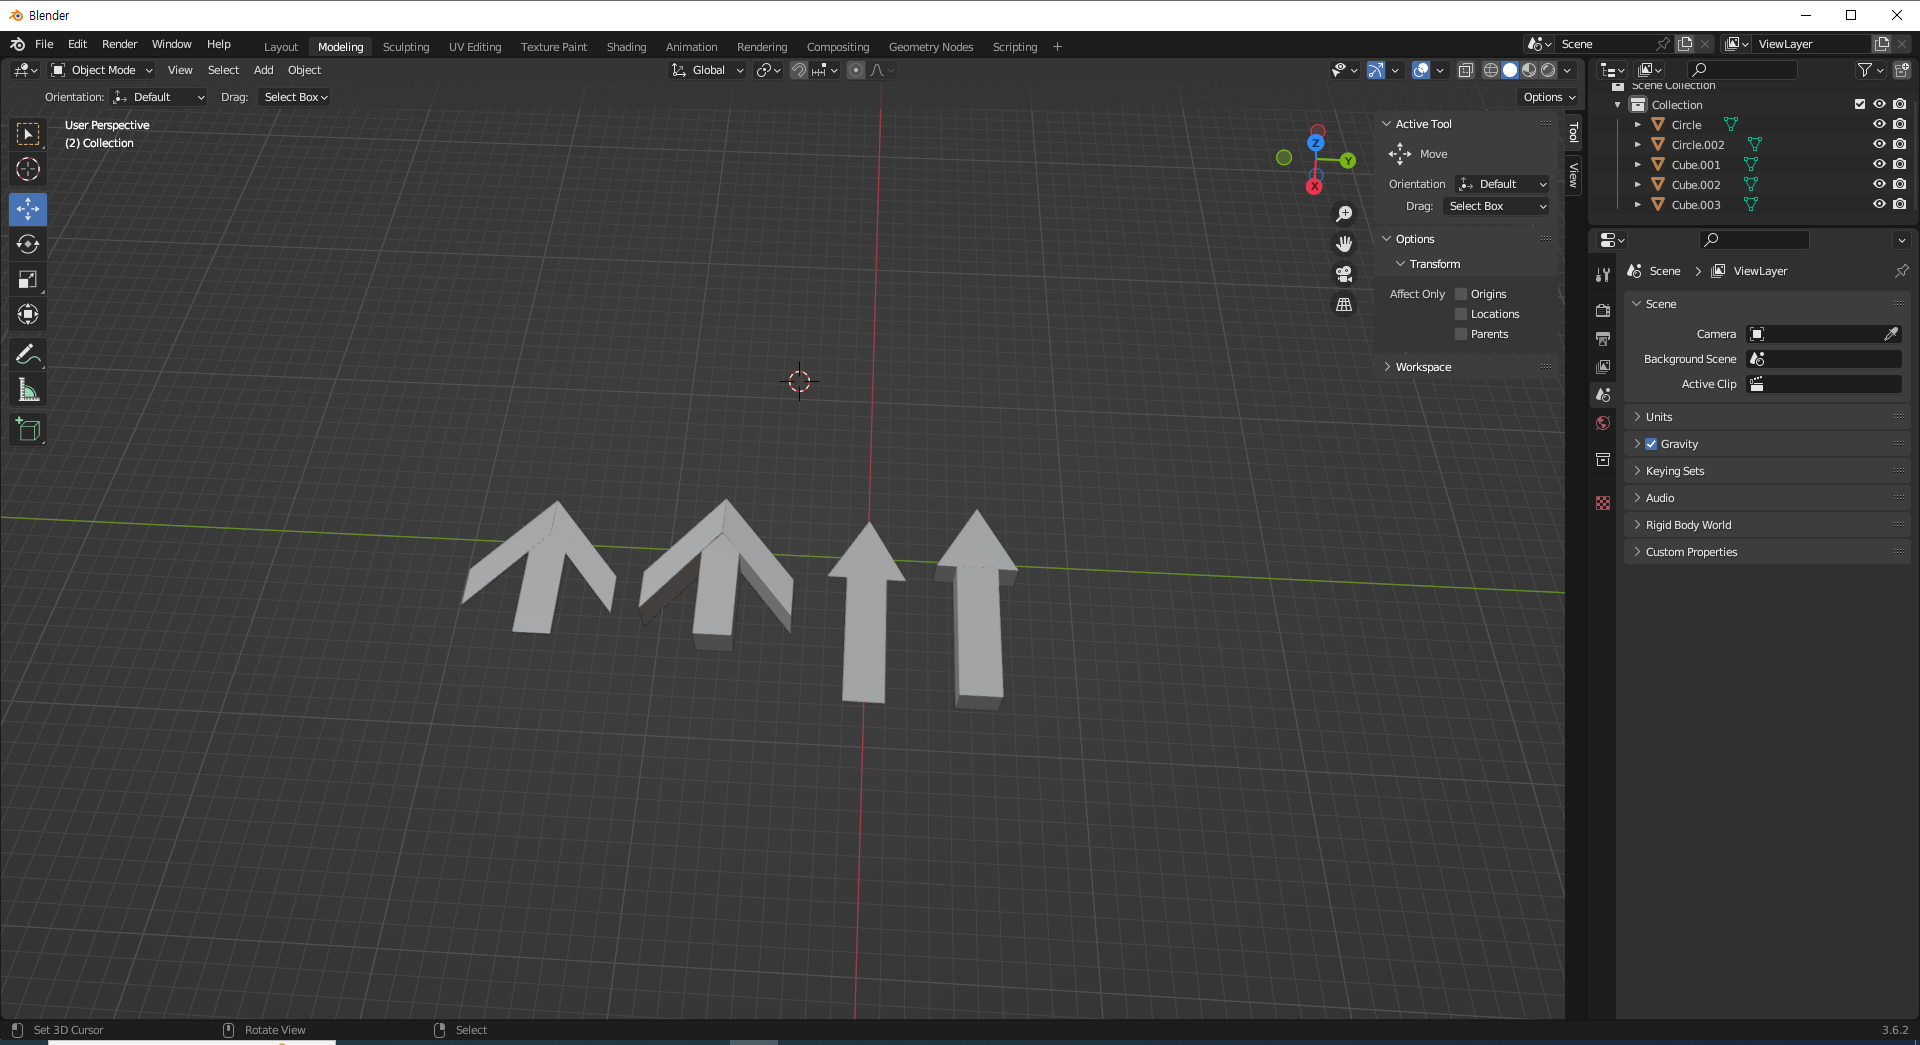 Blender
File Edit Render Window Help Layout Modeling Sculpting UV Editing Texture Paint Shading Animation Rendering Compositing Geometry Nodes Scripting + Scene ViewLayer
Object Mode View Select Add Object Global
Orientation: Default Drag: Select Box Options
User Perspective
(2) Collection
Z
Y
X
Active Tool
Move
Orientation Default
Drag: Select Box
Options
Transform
Affect Only Origins
Locations
Parents
Workspace
Tool
View
Scene Collection
Collection
Circle
Circle.002
Cube.001
Cube.002
Cube.003
Scene > ViewLayer
Scene
Camera
Background Scene
Active Clip
Units
Gravity
Keying Sets
Audio
Rigid Body World
Custom Properties
Set 3D Cursor Rotate View Select 3.6.2